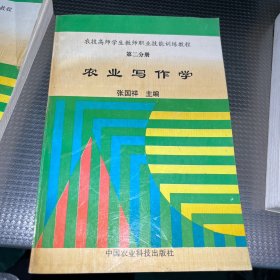 农技高师学生教师职业技能训练教程
第二分册
农业写作学
张国祥 主编
中国农业科技出版社